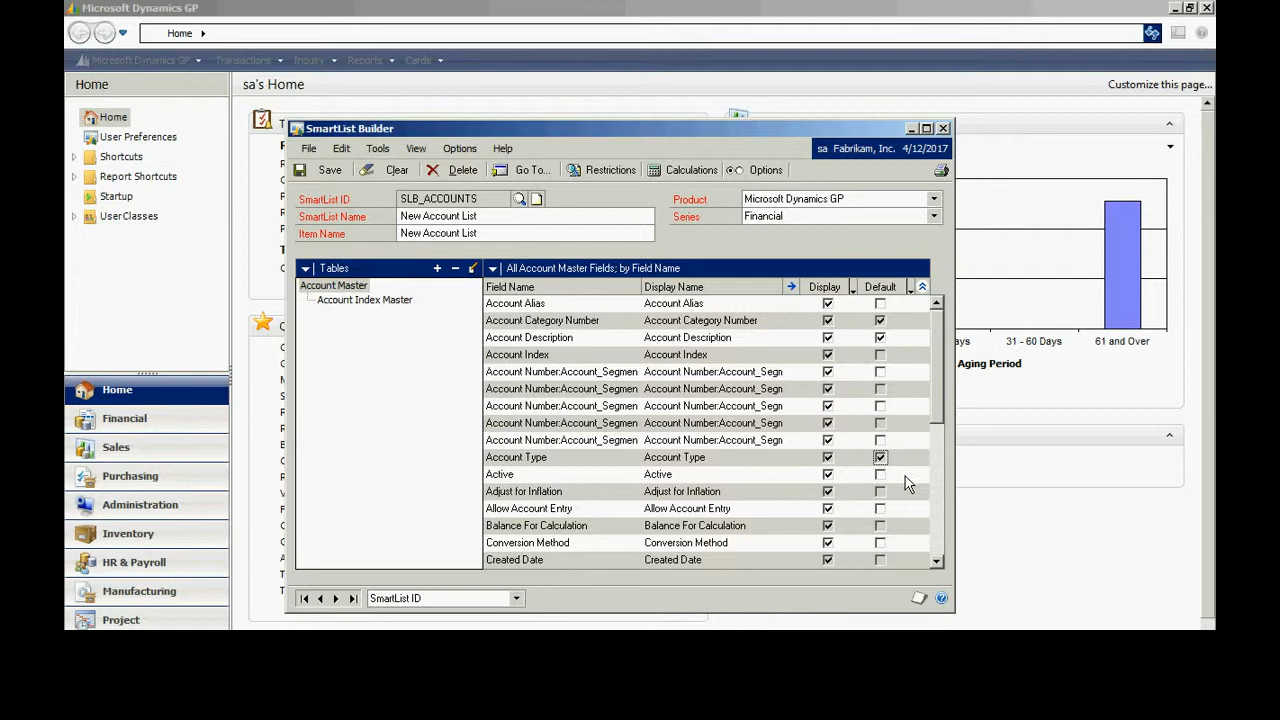 Microsoft Dynamics GP
Home
Microsoft Dynamics GP Transactions Inquiry Reports Cards
Home
sa's Home
Customize this page...
Home
User Preferences
Shortcuts
Report Shortcuts
Startup
UserClasses
Home
Financial
Sales
Purchasing
Administration
Inventory
HR & Payroll
Manufacturing
Project
SmartList Builder
File Edit Tools View Options Help
sa Fabrikam, Inc. 4/12/2017
Save Clear Delete Go To... Restrictions Calculations Options
SmartList ID SLB_ACCOUNTS
SmartList Name New Account List
Item Name New Account List
Product Microsoft Dynamics GP
Series Financial
Tables
Account Master
Account Index Master
All Account Master Fields; by Field Name
Field Name Display Name Display Default
Account Alias Account Alias
Account Category Number Account Category Number
Account Description Account Description
Account Index Account Index
Account Number:Account_Segmen Account Number:Account_Segn
Account Number:Account_Segmen Account Number:Account_Segn
Account Number:Account_Segmen Account Number:Account_Segn
Account Number:Account_Segmen Account Number:Account_Segn
Account Number:Account_Segmen Account Number:Account_Segn
Account Type Account Type
Active Active
Adjust for Inflation Adjust for Inflation
Allow Account Entry Allow Account Entry
Balance For Calculation Balance For Calculation
Conversion Method Conversion Method
Created Date Created Date
SmartList ID
ays 31 - 60 Days 61 and Over
Aging Period